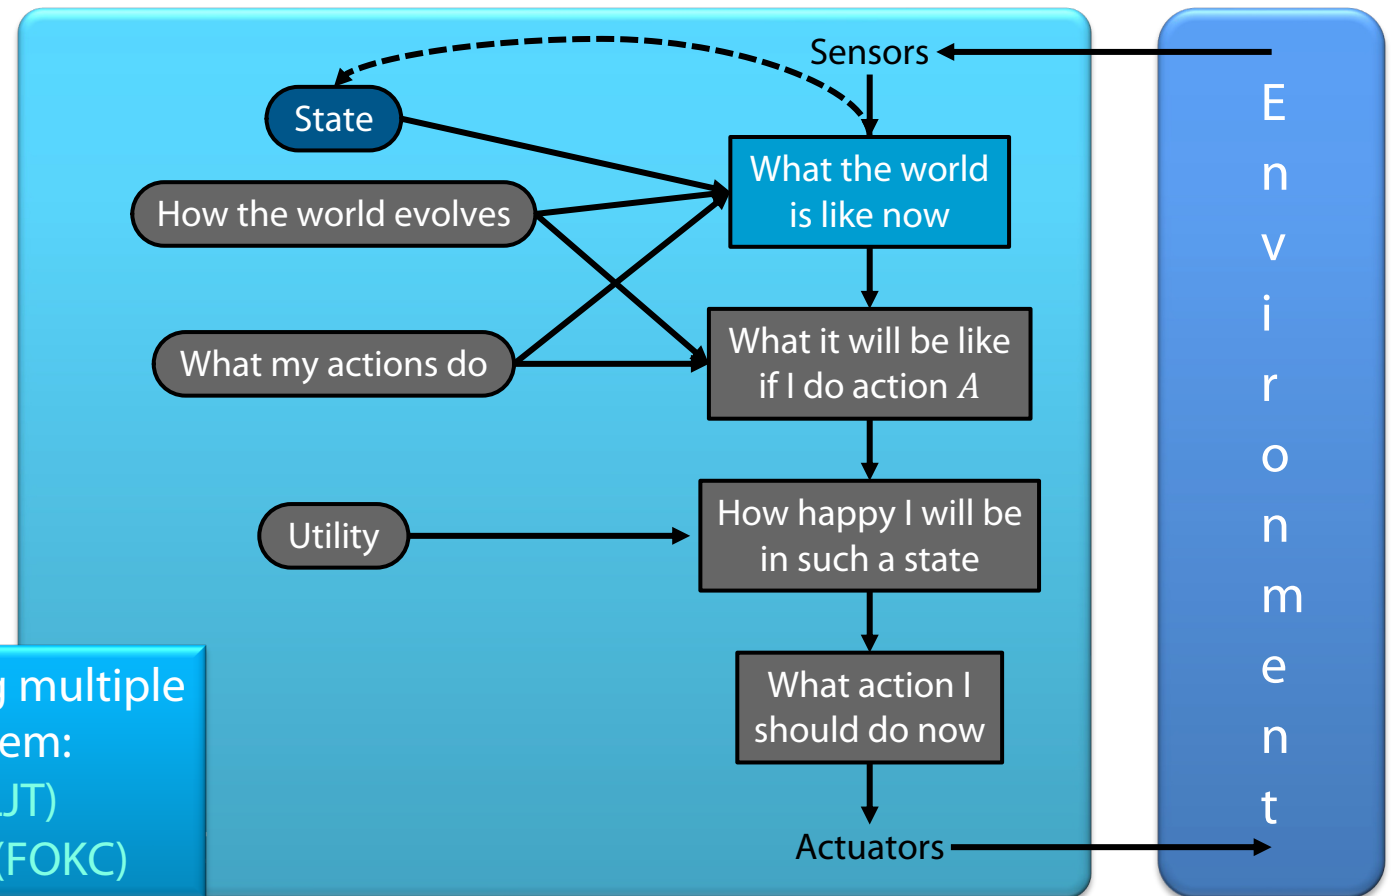 Sensors
State
What the world
is like now
How the world evolves
What it will be like
if I do action A
What my actions do
How happy I will be
in such a state
Utility
What action I
should do now
Actuators
multiple
(FOKC)
E
n
v
i
r
o
n
m
e
n
t